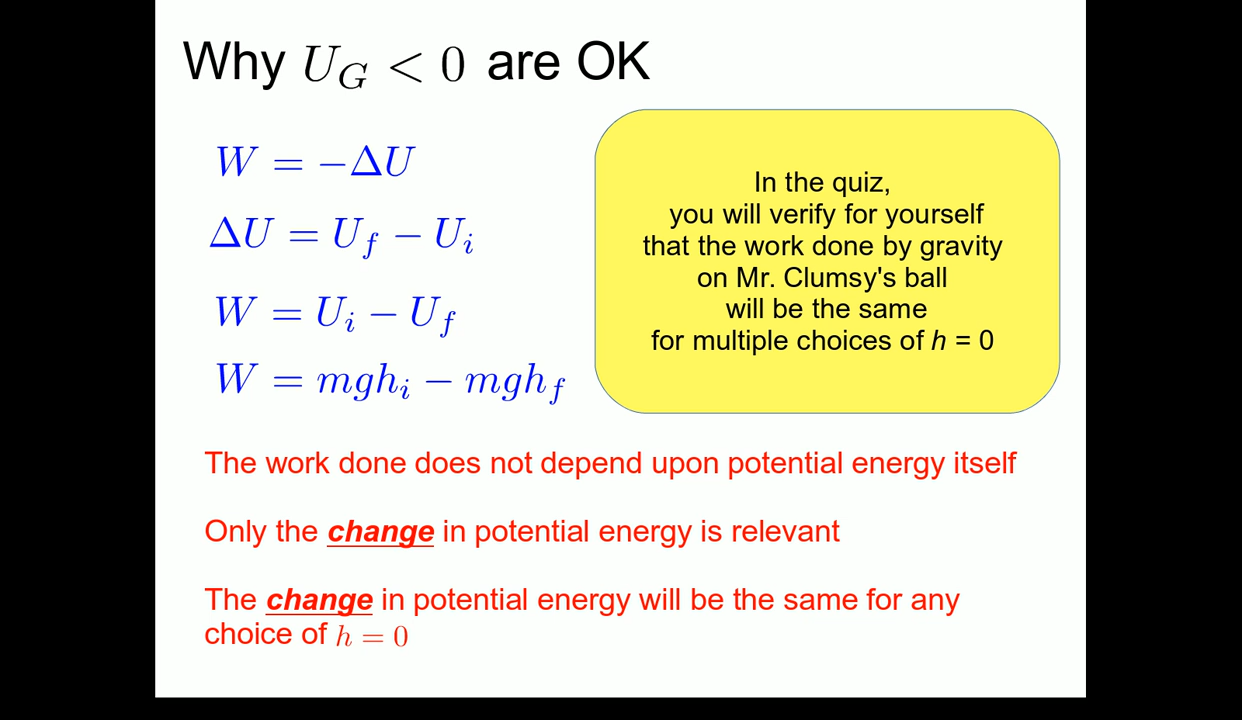 Why U_G < 0 are OK
W = −ΔU
ΔU = U_f − U_i
W = U_i − U_f
W = mgh_i − mgh_f
In the quiz,
you will verify for yourself
that the work done by gravity
on Mr. Clumsy's ball
will be the same
for multiple choices of h = 0
The work done does not depend upon potential energy itself
Only the change in potential energy is relevant
The change in potential energy will be the same for any
choice of h = 0